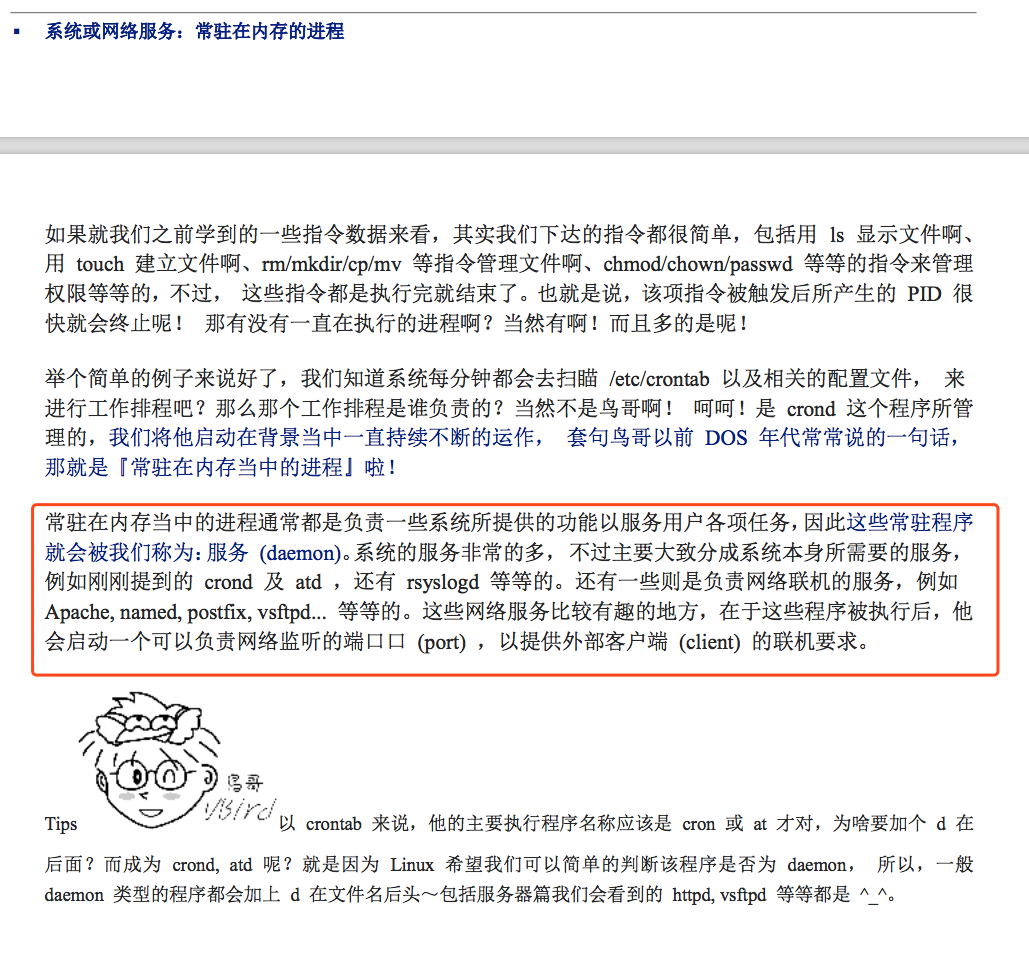 ▪ 系统或网络服务：常驻在内存的进程
如果就我们之前学到的一些指令数据来看，其实我们下达的指令都很简单，包括用 ls 显示文件啊、
用 touch 建立文件啊、rm/mkdir/cp/mv 等指令管理文件啊、chmod/chown/passwd 等等的指令来管理
权限等等的，不过， 这些指令都是执行完就结束了。也就是说，该项指令被触发后所产生的 PID 很
快就会终止呢！ 那有没有一直在执行的进程啊？当然有啊！而且多的是呢！
举个简单的例子来说好了，我们知道系统每分钟都会去扫瞄 /etc/crontab 以及相关的配置文件， 来
进行工作排程吧？那么那个工作排程是谁负责的？当然不是鸟哥啊！ 呵呵！是 crond 这个程序所管
理的，我们将他启动在背景当中一直持续不断的运作， 套句鸟哥以前 DOS 年代常常说的一句话，
那就是『常驻在内存当中的进程』啦！
常驻在内存当中的进程通常都是负责一些系统所提供的功能以服务用户各项任务，因此这些常驻程序
就会被我们称为：服务 (daemon)。系统的服务非常的多， 不过主要大致分成系统本身所需要的服务，
例如刚刚提到的 crond 及 atd ，还有 rsyslogd 等等的。还有一些则是负责网络联机的服务，例如
Apache, named, postfix, vsftpd... 等等的。这些网络服务比较有趣的地方，在于这些程序被执行后，他
会启动一个可以负责网络监听的端口口 (port) ，以提供外部客户端 (client) 的联机要求。
鸟哥
VBird
Tips 以 crontab 来说，他的主要执行程序名称应该是 cron 或 at 才对，为啥要加个 d 在
后面？而成为 crond, atd 呢？就是因为 Linux 希望我们可以简单的判断该程序是否为 daemon， 所以，一般
daemon 类型的程序都会加上 d 在文件名后头～包括服务器篇我们会看到的 httpd, vsftpd 等等都是 ^_^。